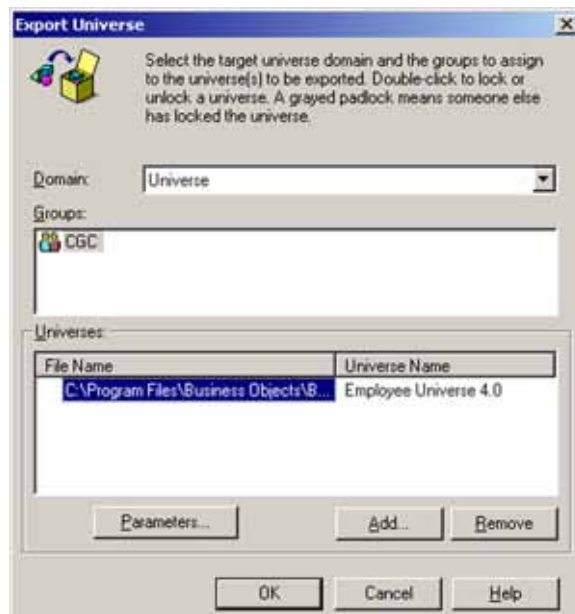 Export Universe
Select the target universe domain and the groups to assign
to the universe(s) to be exported. Double-click to lock or
unlock a universe. A grayed padlock means someone else
has locked the universe.
Domain: Universe
Groups:
CGC
Universes:
File Name Universe Name
C:\Program Files\Business Objects\B... Employee Universe 4.0
Parameters... Add... Remove
OK Cancel Help